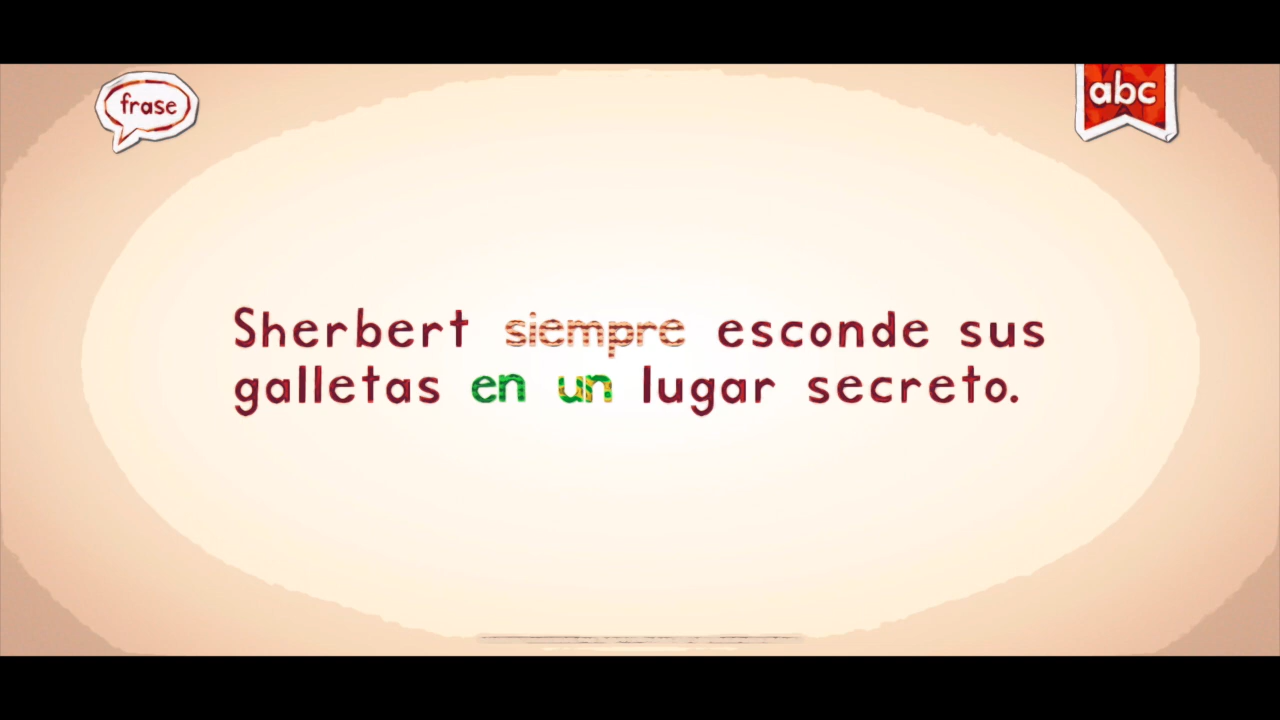 frase
abc
Sherbert siempre esconde sus
galletas en un lugar secreto.